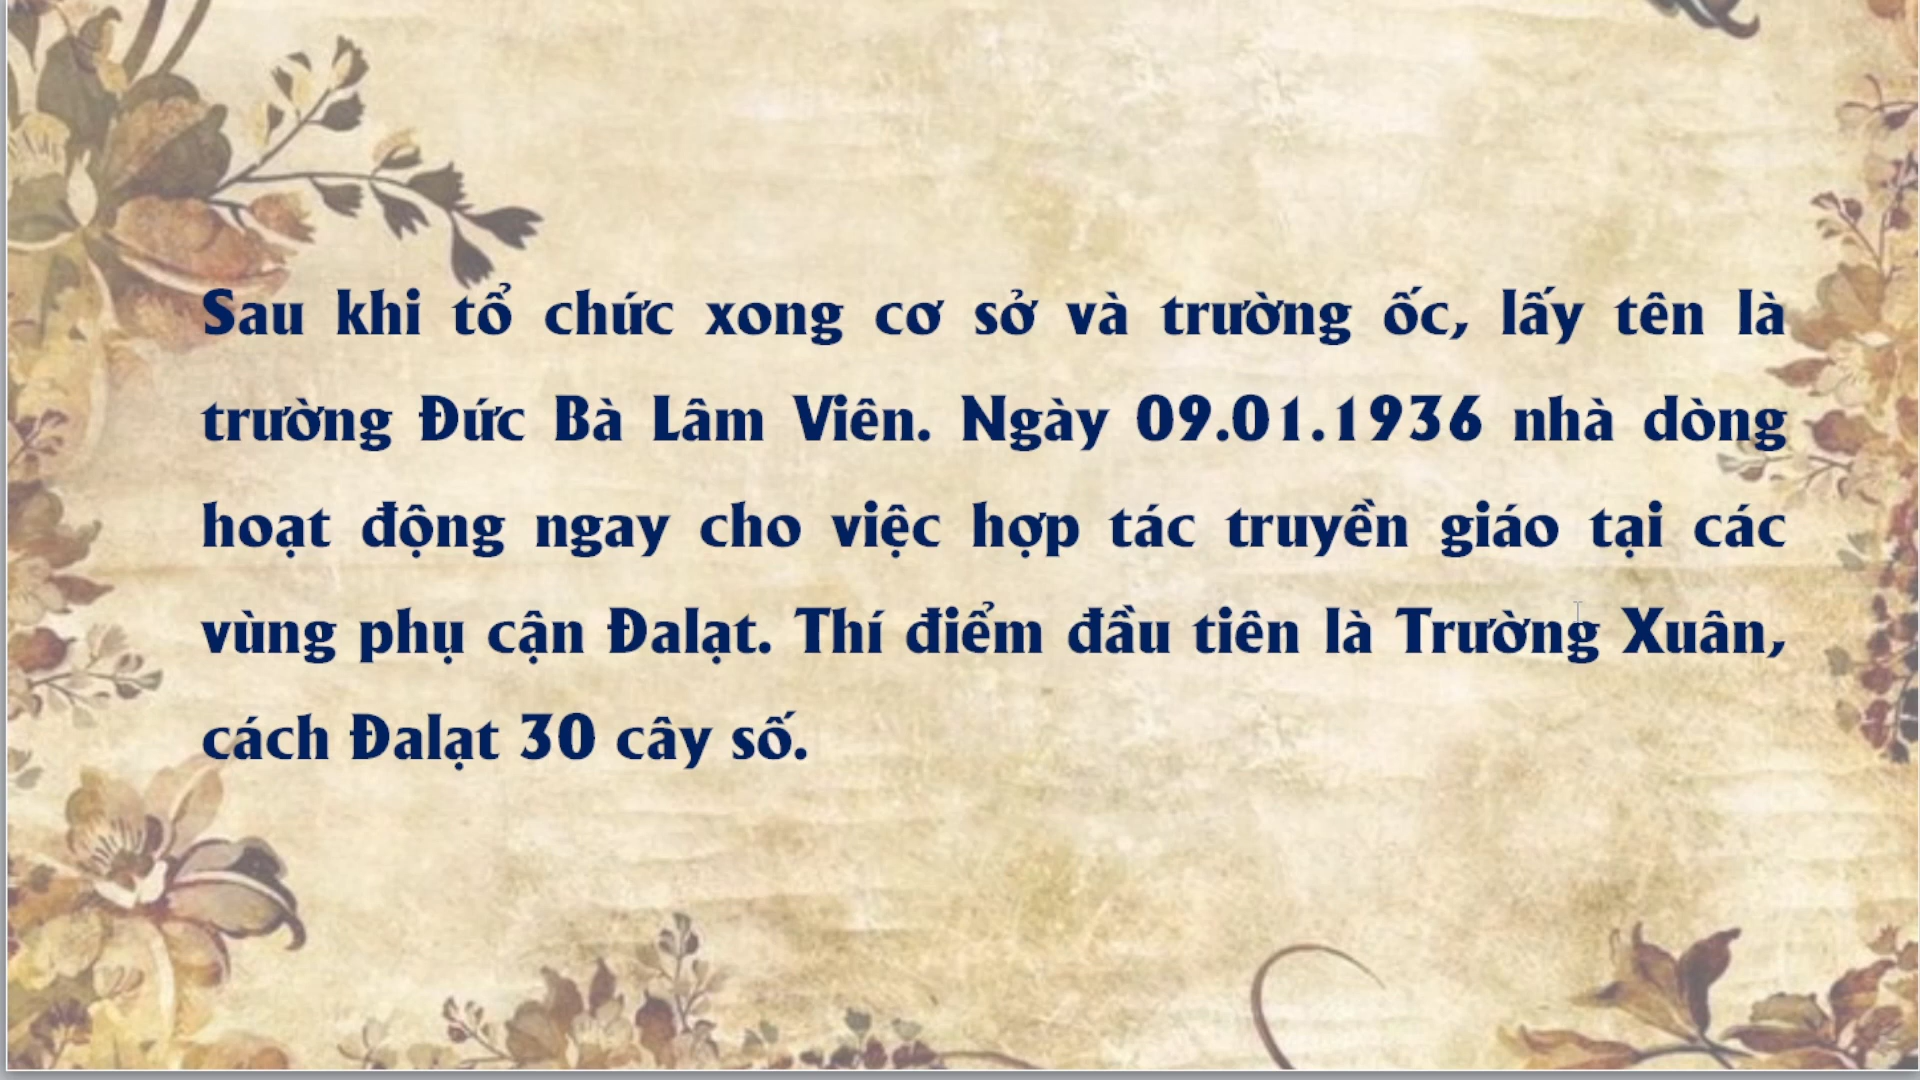 Sau khi tổ chức xong cơ sở và trường ốc, lấy tên là
trường Đức Bà Lâm Viên. Ngày 09.01.1936 nhà dòng
hoạt động ngay cho việc hợp tác truyền giáo tại các
vùng phụ cận Đalạt. Thí điểm đầu tiên là Trường Xuân,
cách Đalạt 30 cây số.